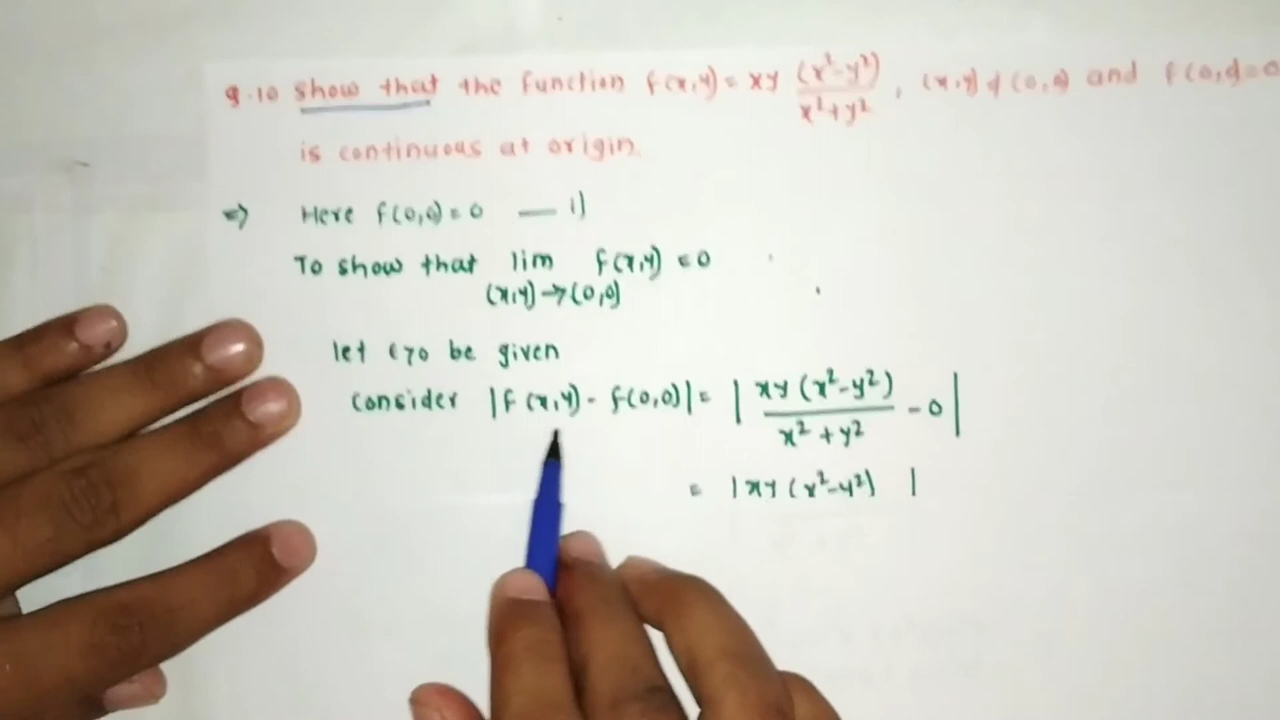 q.10 show that the function f(x,y) = xy (x²-y²)/x²+y² , (x,y) ≠ (0,0) and f(0,0)=0
is continuous at origin.
=> Here f(0,0) = 0 — 1)
To show that lim f(x,y) = 0
(x,y)→(0,0)
let ε>0 be given
consider |f(x,y) - f(0,0)| = | xy(x²-y²)/x²+y² - 0 |
= |xy(x²-y²) |